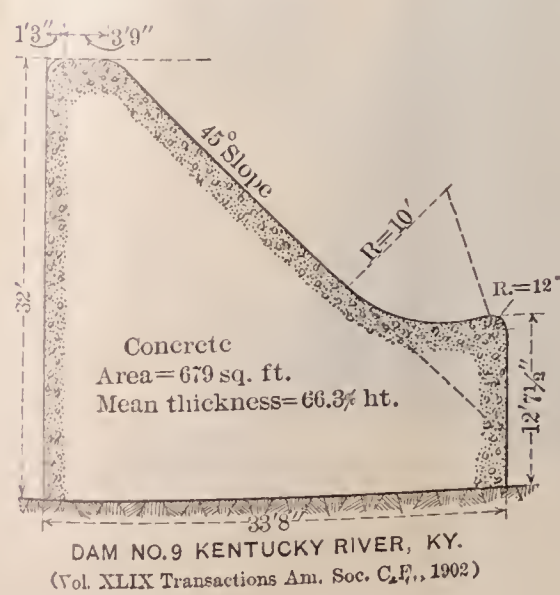 1'3" 3'9"
45° Slope
R.=10'
R.=12"
32'
Concrete
Area=679 sq. ft.
Mean thickness=66.3% ht.
12'7½"
33'8"
DAM NO.9 KENTUCKY RIVER, KY.
(Vol. XLIX Transactions Am. Soc. C.E., 1902)